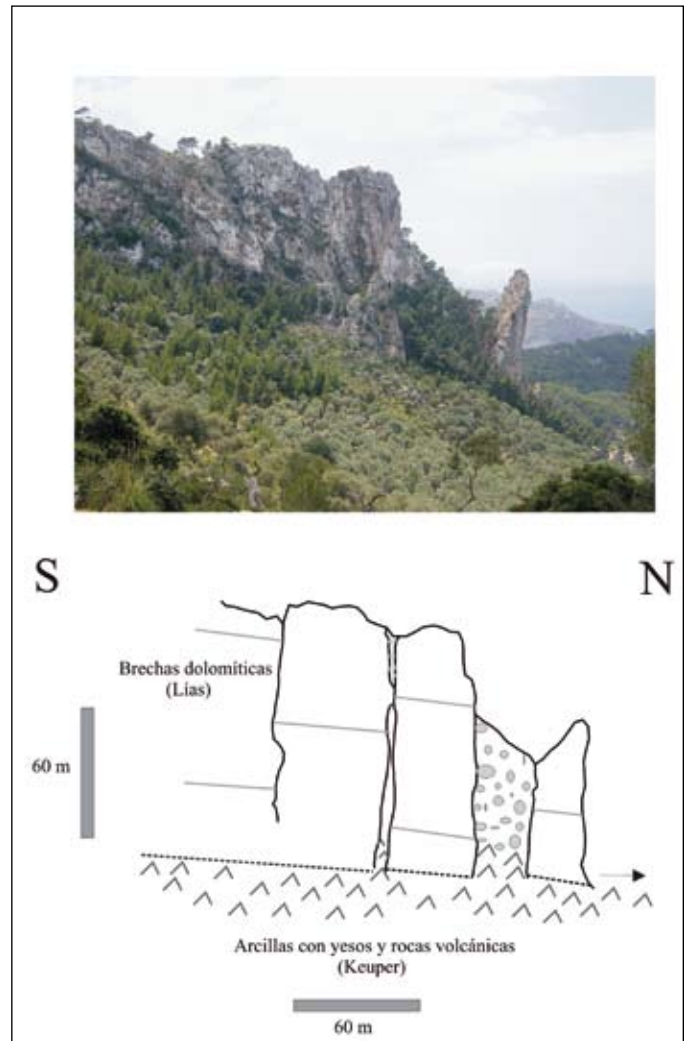 S
N
Brechas dolomíticas
(Lías)
60 m
Arcillas con yesos y rocas volcánicas
(Keuper)
60 m